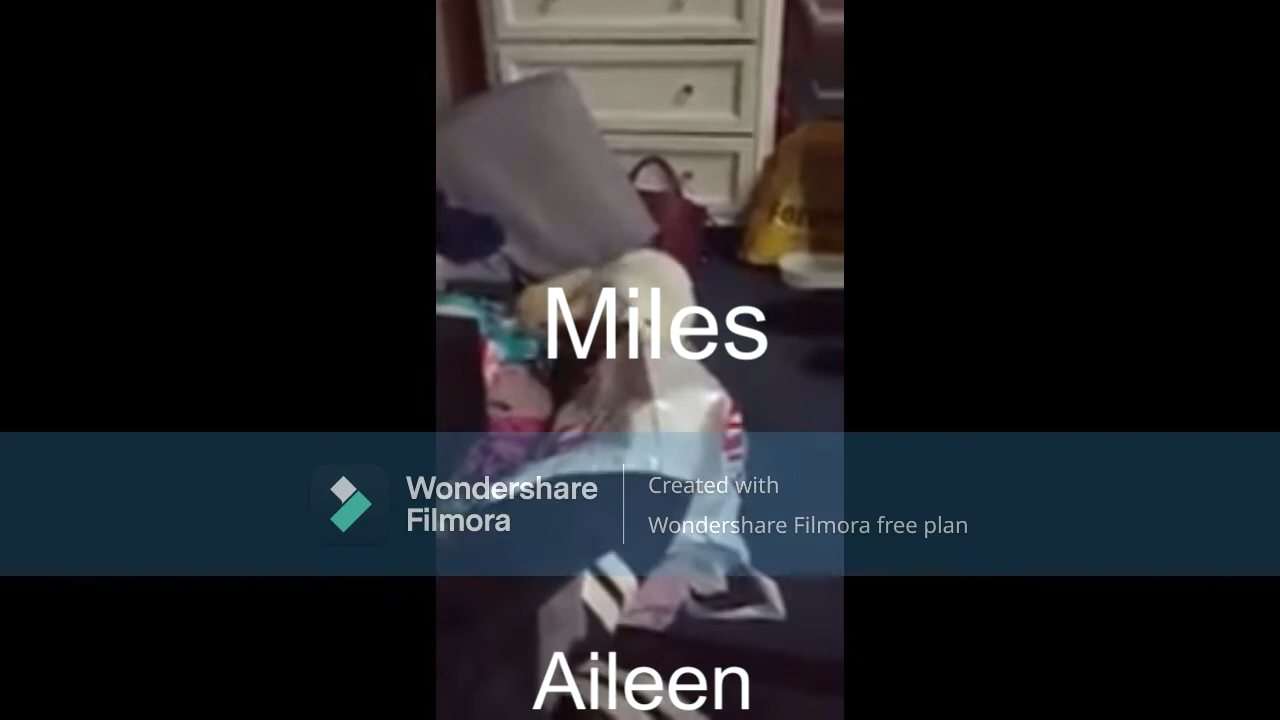 Miles
Wondershare
Filmora
Created with
Wondershare Filmora free plan
Aileen